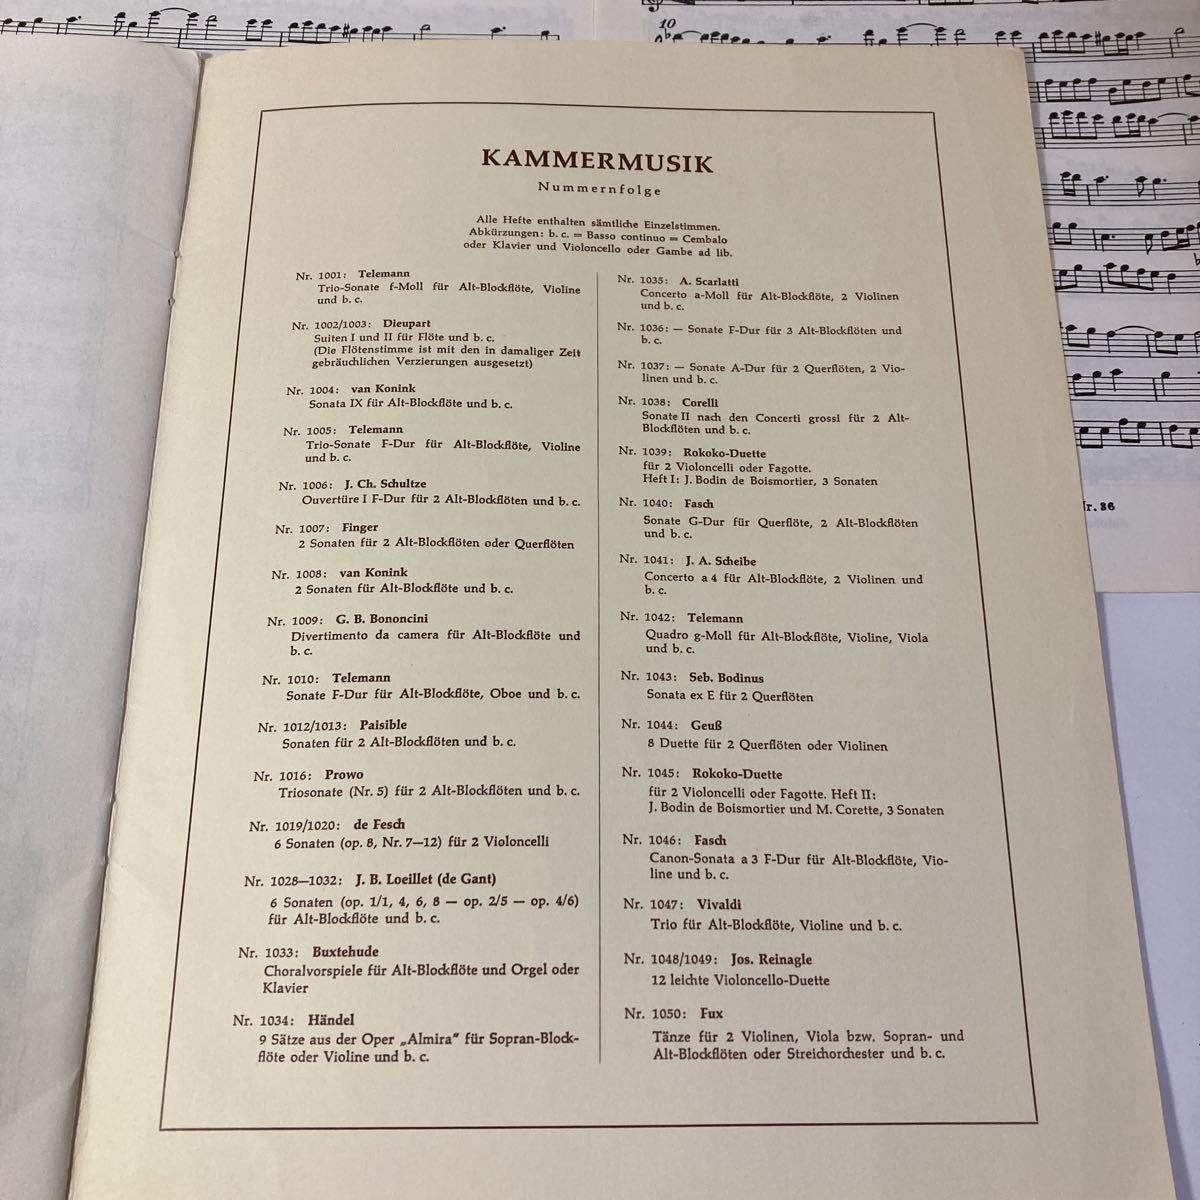 10
KAMMERMUSIK
Nummernfolge
Alle Hefte enthalten sämtliche Einzelstimmen.
Abkürzungen: b. c. = Basso continuo = Cembalo
oder Klavier und Violoncello oder Gambe ad lib.
Nr. 1001: Telemann
Trio-Sonate f-Moll für Alt-Blockflöte, Violine
und b. c.
Nr. 1002/1003: Dieupart
Suiten I und II für Flöte und b. c.
(Die Flötenstimme ist mit den in damaliger Zeit
gebräuchlichen Verzierungen ausgesetzt)
Nr. 1004: van Konink
Sonata IX für Alt-Blockflöte und b. c.
Nr. 1005: Telemann
Trio-Sonate F-Dur für Alt-Blockflöte, Violine
und b. c.
Nr. 1006: J. Ch. Schultze
Ouvertüre I F-Dur für 2 Alt-Blockflöten und b. c.
Nr. 1007: Finger
2 Sonaten für 2 Alt-Blockflöten oder Querflöten
Nr. 1008: van Konink
2 Sonaten für Alt-Blockflöte und b. c.
Nr. 1009: G. B. Bononcini
Divertimento da camera für Alt-Blockflöte und
b. c.
Nr. 1010: Telemann
Sonate F-Dur für Alt-Blockflöte, Oboe und b. c.
Nr. 1012/1013: Paisible
Sonaten für 2 Alt-Blockflöten und b. c.
Nr. 1016: Prowo
Triosonate (Nr. 5) für 2 Alt-Blockflöten und b. c.
Nr. 1019/1020: de Fesch
6 Sonaten (op. 8, Nr. 7—12) für 2 Violoncelli
Nr. 1028—1032: J. B. Loeillet (de Gant)
6 Sonaten (op. 1/1, 4, 6, 8 — op. 2/5 — op. 4/6)
für Alt-Blockflöte und b. c.
Nr. 1033: Buxtehude
Choralvorspiele für Alt-Blockflöte und Orgel oder
Klavier
Nr. 1034: Händel
9 Sätze aus der Oper „Almira" für Sopran-Block-
flöte oder Violine und b. c.
Nr. 1035: A. Scarlatti
Concerto a-Moll für Alt-Blockflöte, 2 Violinen
und b. c.
Nr. 1036: — Sonate F-Dur für 3 Alt-Blockflöten und
b. c.
Nr. 1037: — Sonate A-Dur für 2 Querflöten, 2 Vio-
linen und b. c.
Nr. 1038: Corelli
Sonate II nach den Concerti grossi für 2 Alt-
Blockflöten und b. c.
Nr. 1039: Rokoko-Duette
für 2 Violoncelli oder Fagotte.
Heft I: J. Bodin de Boismortier, 3 Sonaten
Nr. 1040: Fasch
Sonate G-Dur für Querflöte, 2 Alt-Blockflöten
und b. c.
Nr. 1041: J. A. Scheibe
Concerto a 4 für Alt-Blockflöte, 2 Violinen und
b. c.
Nr. 1042: Telemann
Quadro g-Moll für Alt-Blockflöte, Violine, Viola
und b. c.
Nr. 1043: Seb. Bodinus
Sonata ex E für 2 Querflöten
Nr. 1044: Geuß
8 Duette für 2 Querflöten oder Violinen
Nr. 1045: Rokoko-Duette
für 2 Violoncelli oder Fagotte. Heft II:
J. Bodin de Boismortier und M. Corette, 3 Sonaten
Nr. 1046: Fasch
Canon-Sonata a 3 F-Dur für Alt-Blockflöte, Vio-
line und b. c.
Nr. 1047: Vivaldi
Trio für Alt-Blockflöte, Violine und b. c.
Nr. 1048/1049: Jos. Reinagle
12 leichte Violoncello-Duette
Nr. 1050: Fux
Tänze für 2 Violinen, Viola bzw. Sopran- und
Alt-Blockflöten oder Streichorchester und b. c.
Nr. 86